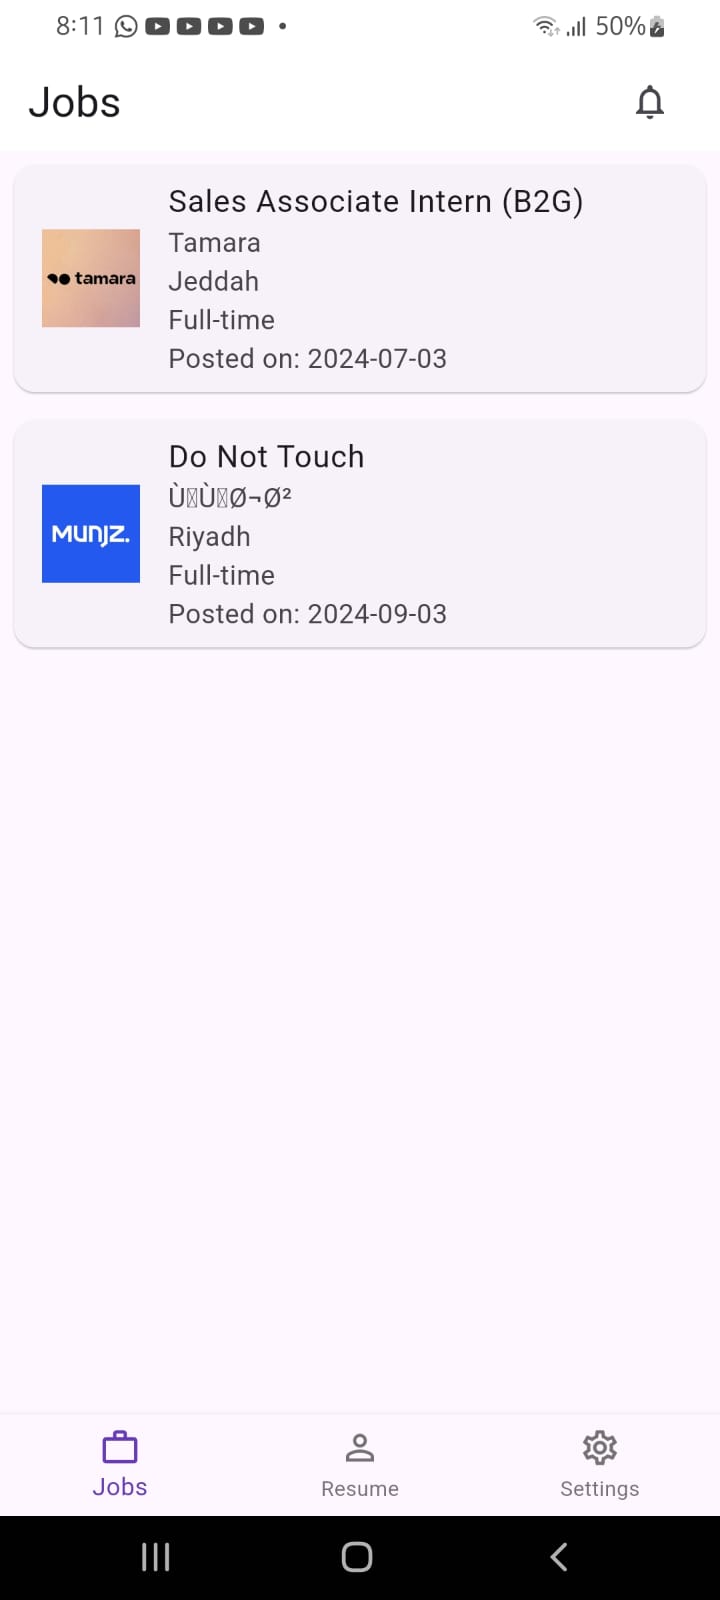 8:11
50%
Jobs
Sales Associate Intern (B2G)
tamara
Tamara
Jeddah
Full-time
Posted on: 2024-07-03
Do Not Touch
MUNJZ.
Riyadh
Full-time
Posted on: 2024-09-03
Jobs
Resume
Settings